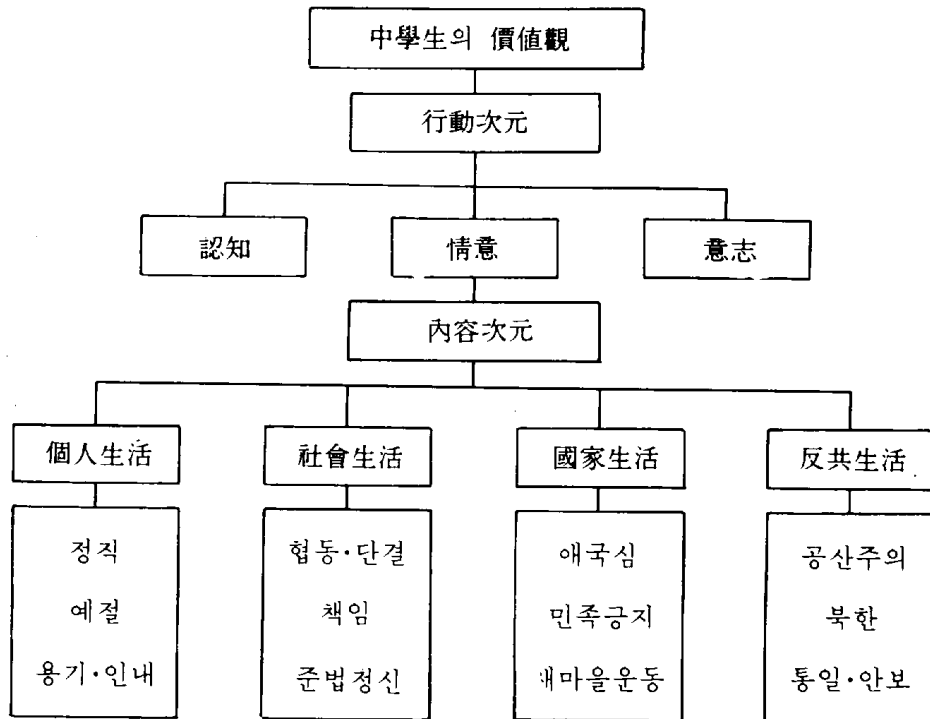 中學生의 價値觀
行動次元
認知 情意 意志
內容次元
個人生活 社會生活 國家生活 反共生活
정직 협동·단결 애국심 공산주의
예절 책임 민족긍지 북한
용기·인내 준법정신 새마을운동 통일·안보